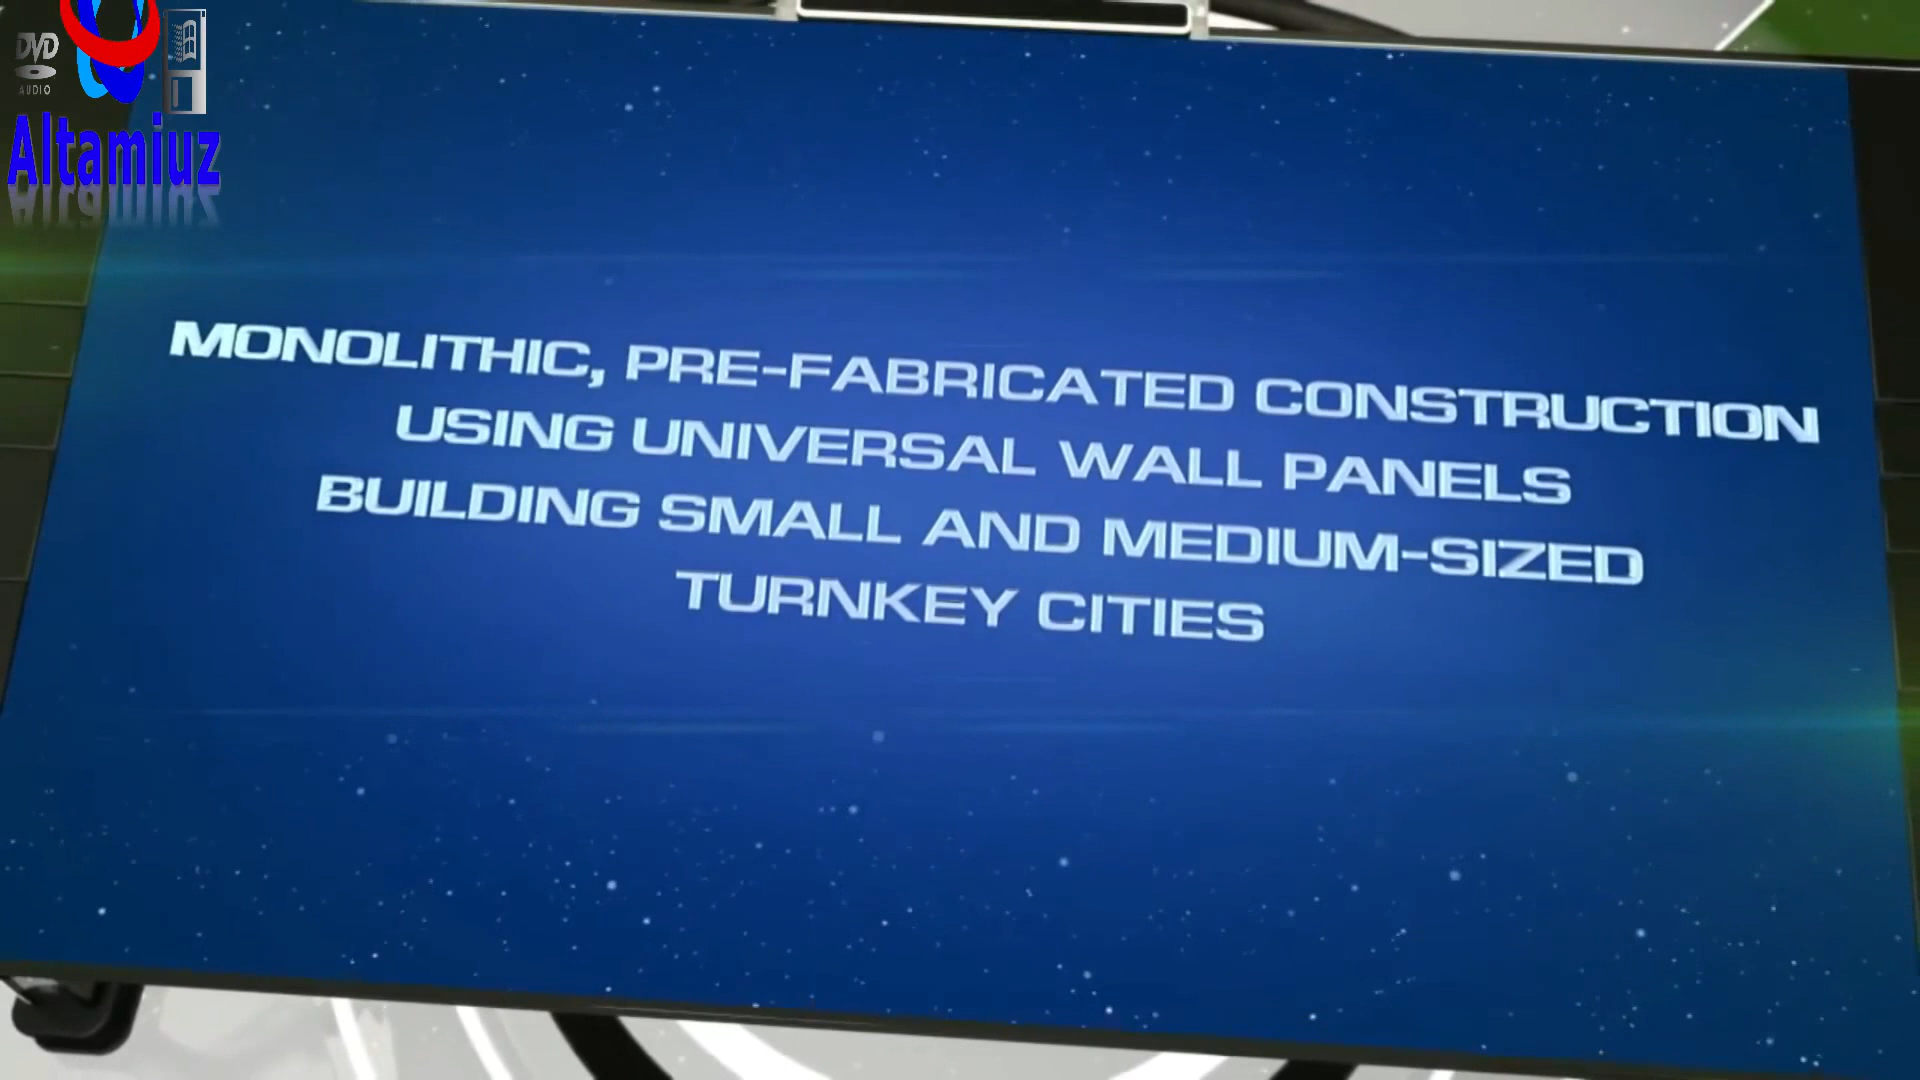 DVD
AUDIO
Altamiuz
MONOLITHIC, PRE-FABRICATED CONSTRUCTION
USING UNIVERSAL WALL PANELS
BUILDING SMALL AND MEDIUM-SIZED
TURNKEY CITIES